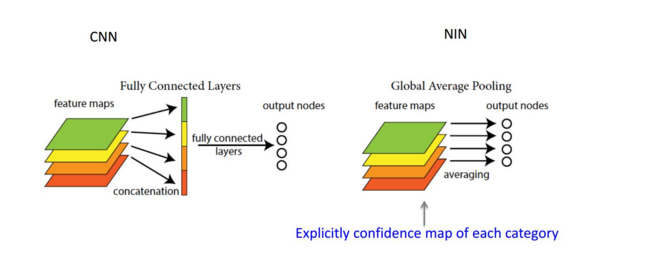 CNN
NIN
Fully Connected Layers
feature maps
output nodes
fully connected
layers
concatenation
Global Average Pooling
feature maps
output nodes
averaging
Explicitly confidence map of each category